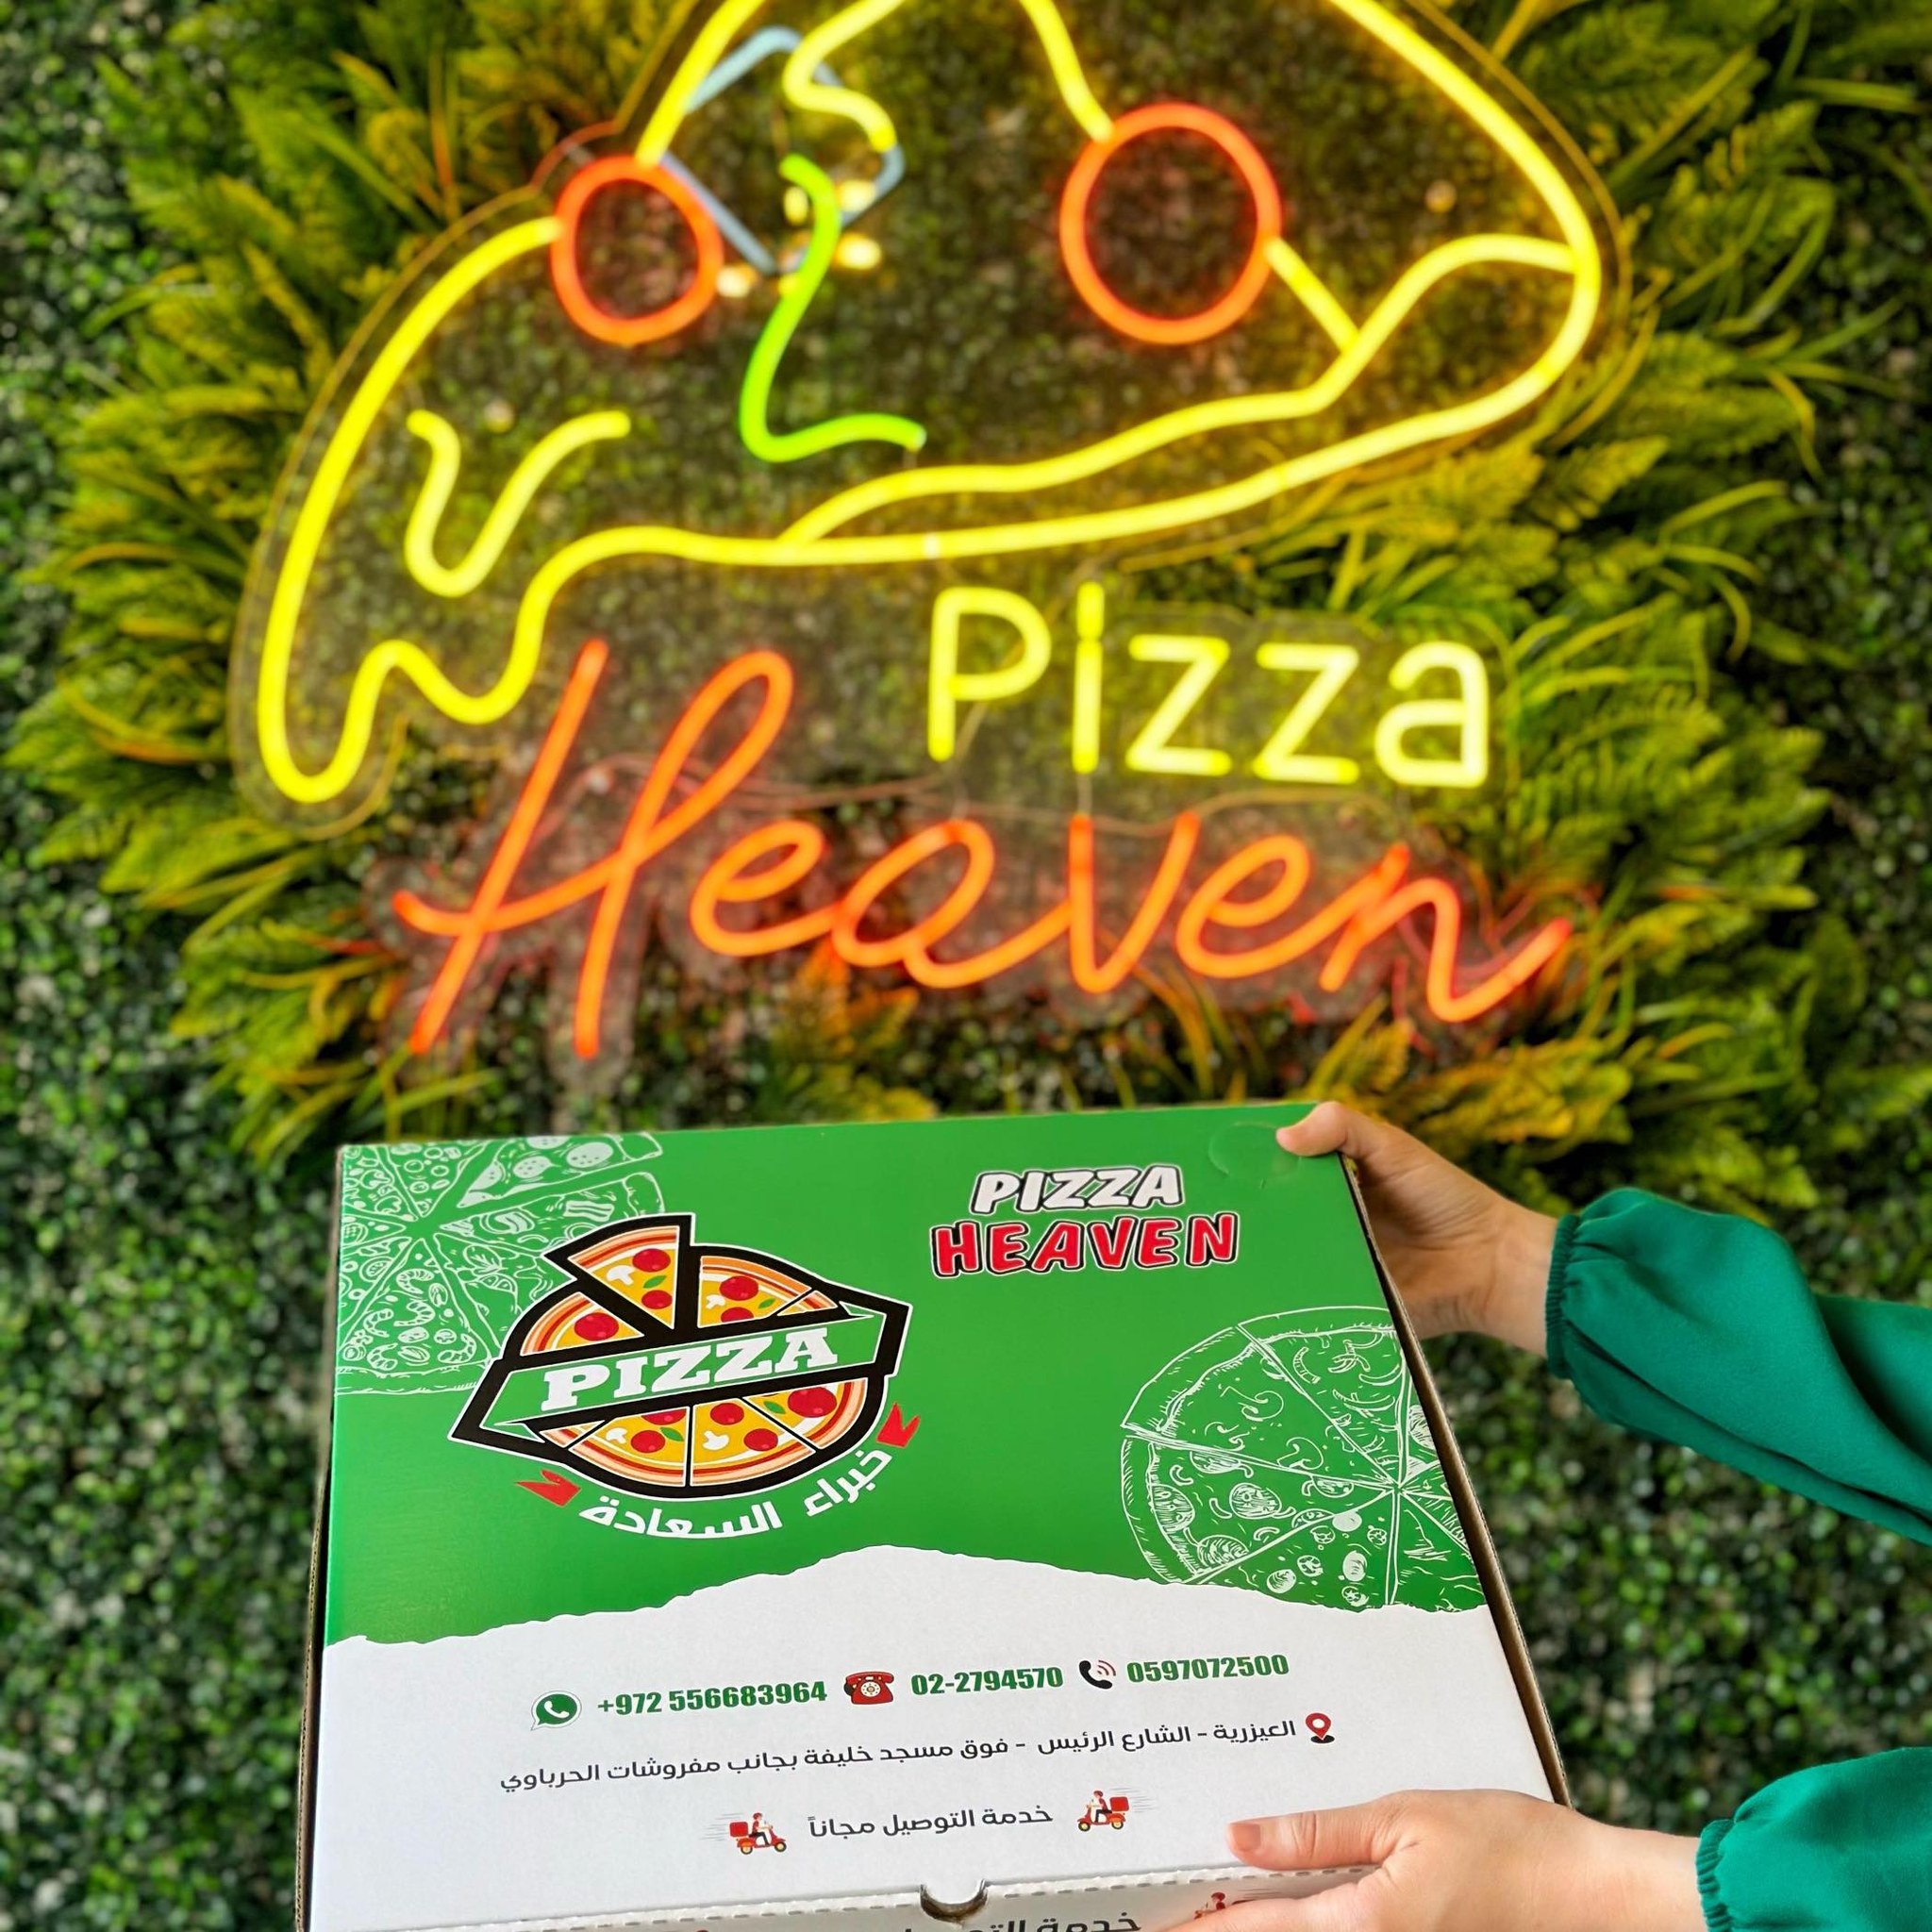 Pizza
Heaven
PIZZA
HEAVEN
PIZZA
خبراء السعادة
+972 556683964 02-2794570 0597072500
العيزرية - الشارع الرئيس - فوق مسجد خليفة بجانب مفروشات الحرباوي
خدمة التوصيل مجاناً
خدمة